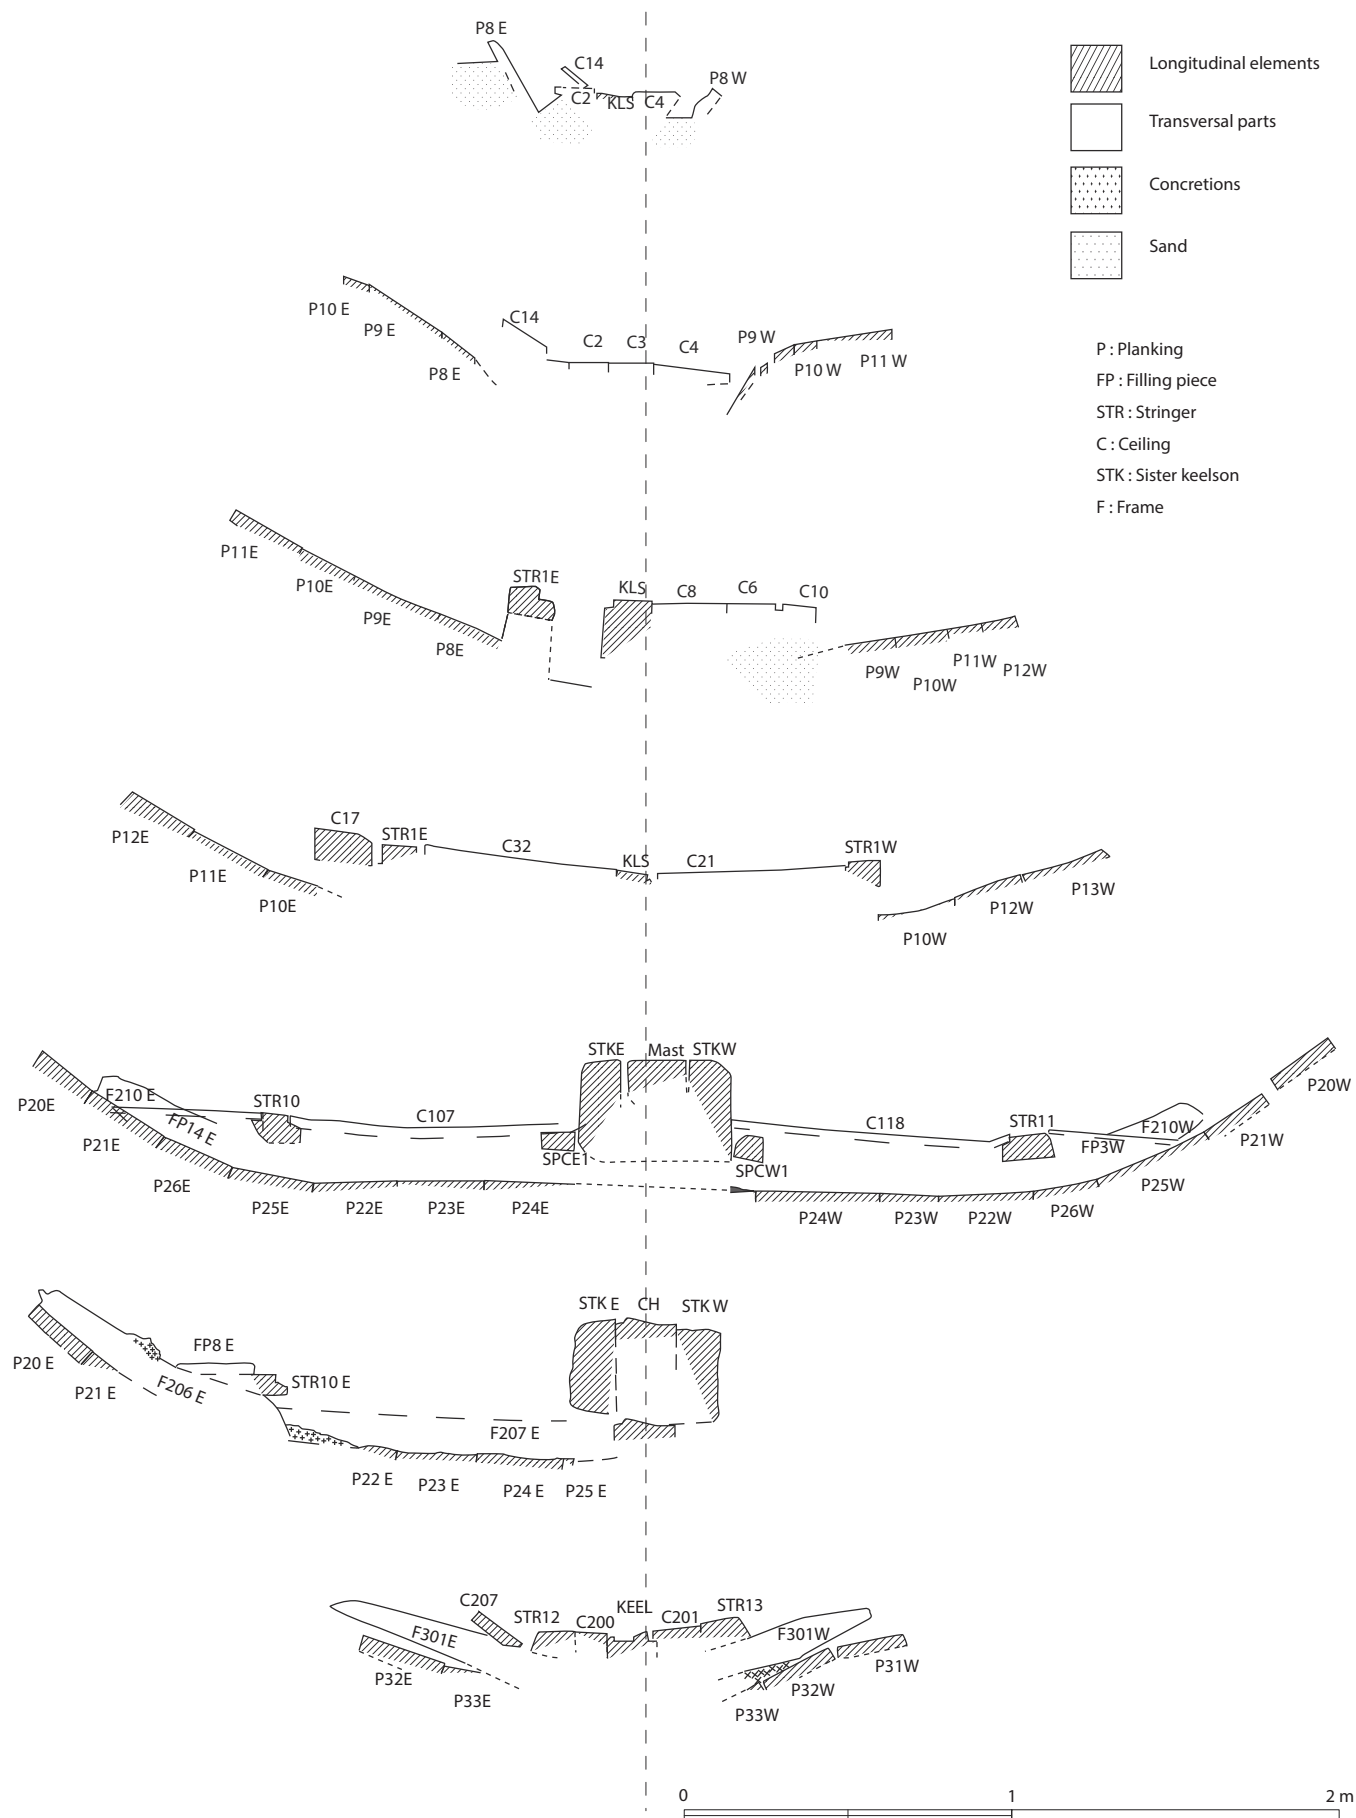 P8 E
C14
P8 W
C2
KLS
C4
Longitudinal elements
Transversal parts
Concretions
Sand
P10 E
P9 E
P8 E
C14
C2
C3
C4
P9 W
P10 W
P11 W
P : Planking
FP : Filling piece
STR : Stringer
C : Ceiling
STK : Sister keelson
F : Frame
P11E
P10E
P9E
P8E
STR1E
KLS
C8
C6
C10
P9W
P10W
P11W
P12W
P12E
P11E
P10E
C17
STR1E
C32
KLS
C21
STR1W
P10W
P12W
P13W
STKE
Mast
STKW
P20E
F210 E
FP14 E
STR10
C107
SPCE1
SPCW1
C118
STR11
FP3W
F210W
P20W
P21W
P21E
P26E
P25E
P22E
P23E
P24E
P24W
P23W
P22W
P26W
P25W
STK E
CH
STK W
FP8 E
P20 E
P21 E
F206 E
STR10 E
F207 E
P22 E
P23 E
P24 E
P25 E
C207
STR12
C200
KEEL
C201
STR13
F301E
F301W
P32E
P33E
P31W
P32W
P33W
0
1
2 m